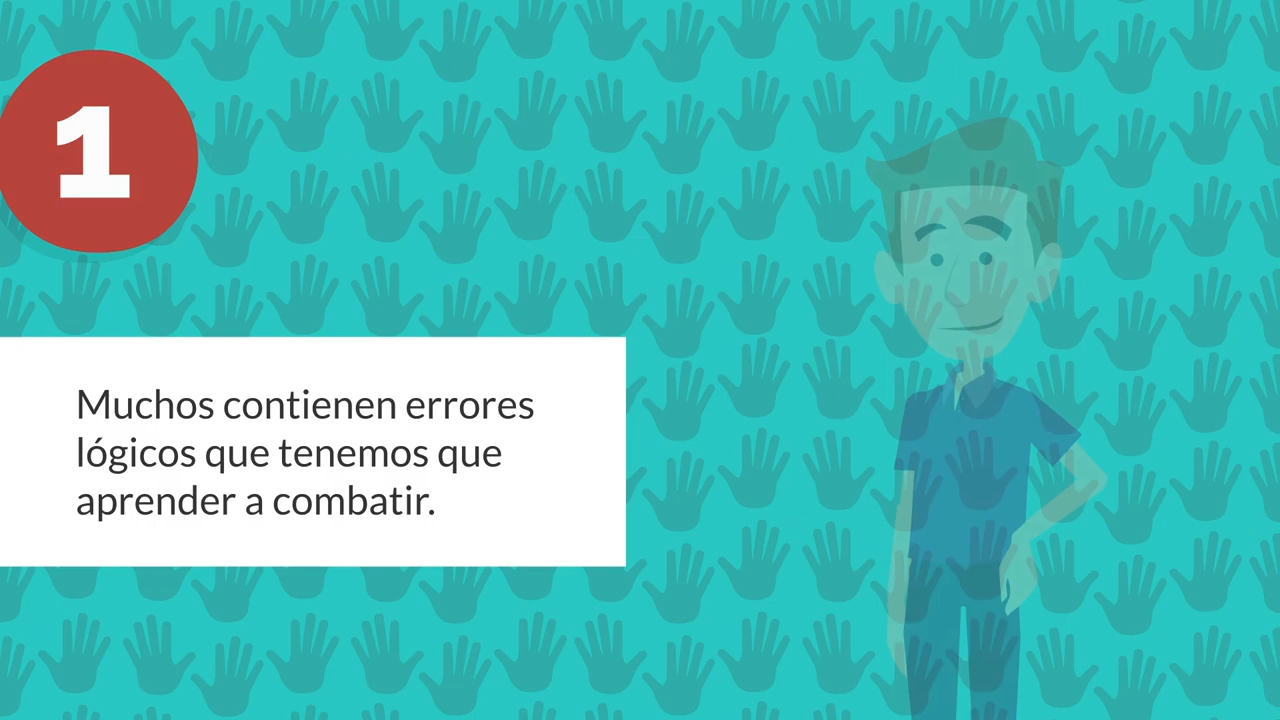 1
Muchos contienen errores
lógicos que tenemos que
aprender a combatir.